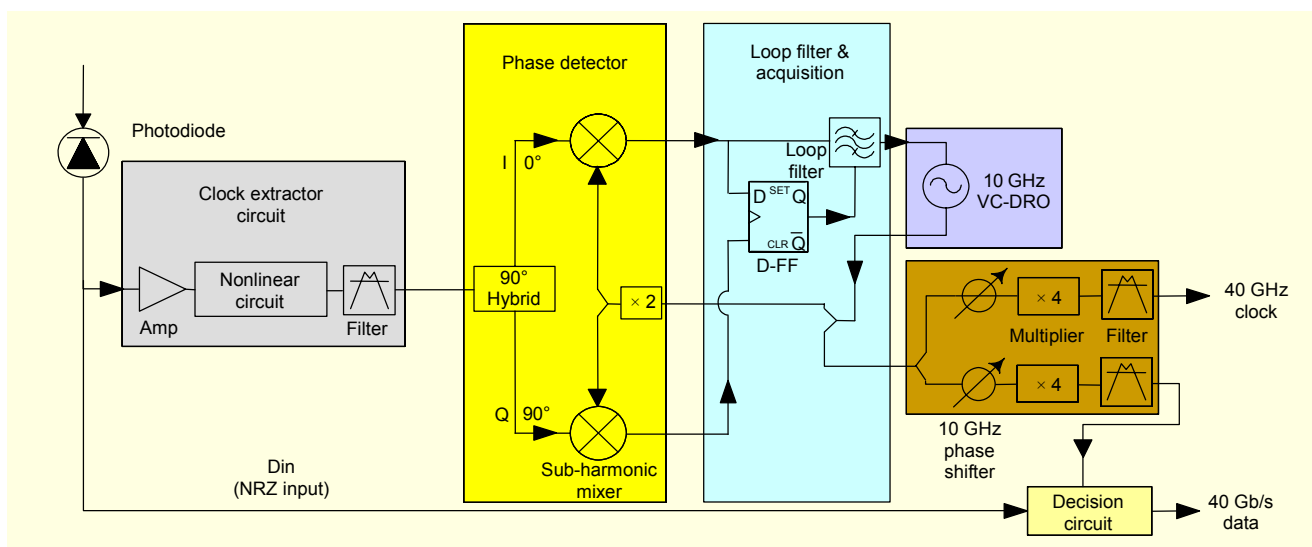 Photodiode
Clock extractor
circuit
Amp
Nonlinear
circuit
Filter
Phase detector
I 0°
90°
Hybrid
× 2
Q 90°
Sub-harmonic
mixer
Loop filter &
acquisition
Loop
filter
D SET Q
CLR Q̅
D-FF
10 GHz
VC-DRO
× 4
Multiplier
Filter
× 4
10 GHz
phase
shifter
40 GHz
clock
Din
(NRZ input)
Decision
circuit
40 Gb/s
data